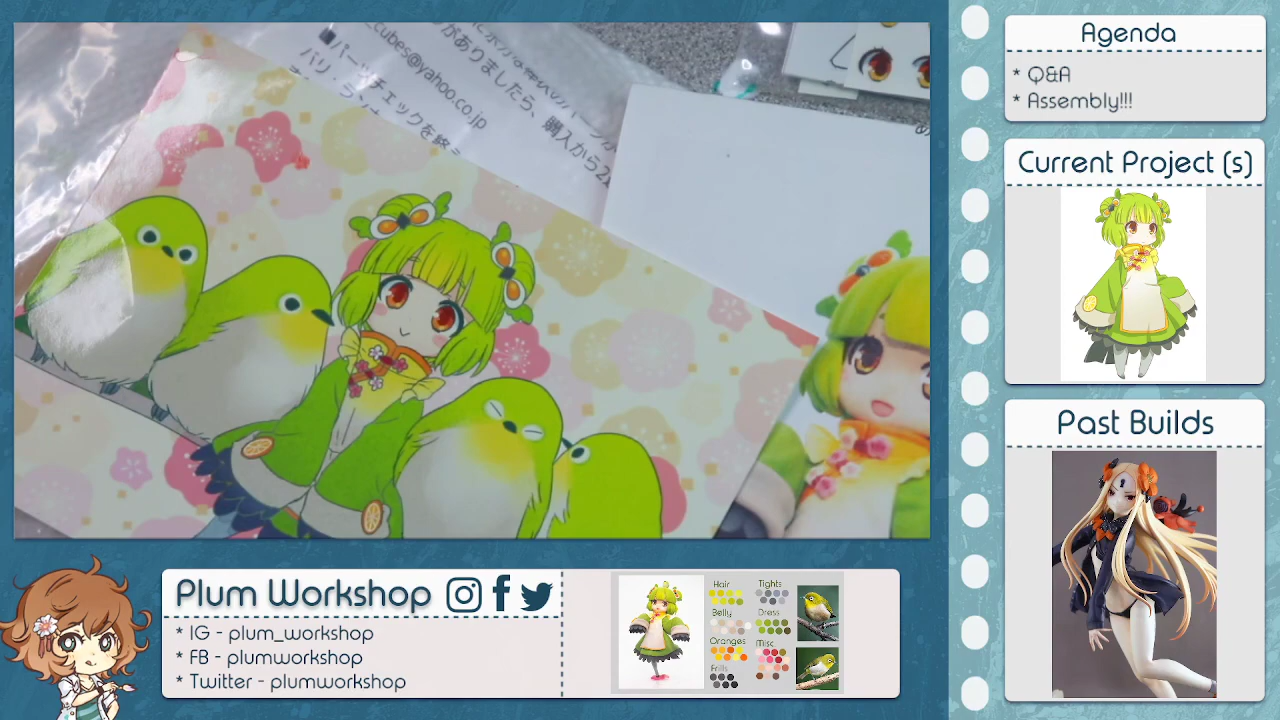 _cubes@yahoo.co.jp
■パーツチェックを
がありましたら、購入から2
Agenda
* Q&A
* Assembly!!!
Current Project (s)
Past Builds
Plum Workshop
* IG - plum_workshop
* FB - plumworkshop
* Twitter - plumworkshop
Hair
Tights
Belly
Dress
Oranges
Misc
Frills